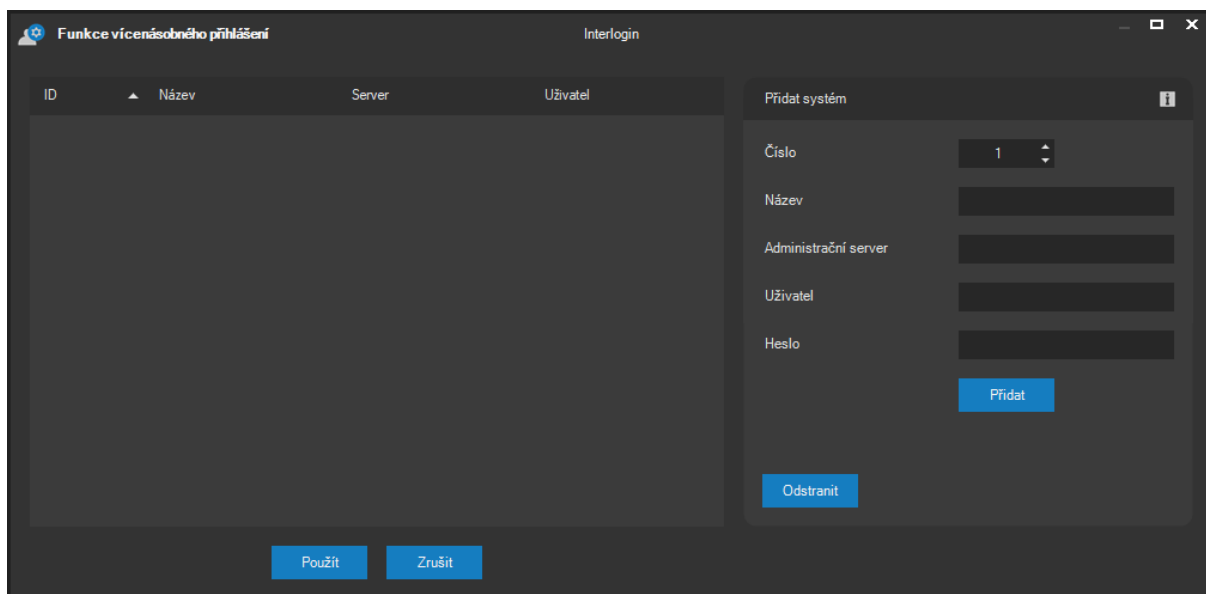 Funkce vícenásobného přihlášení
Interlogin
ID Název Server Uživatel
Přidat systém
Číslo 1
Název
Administrační server
Uživatel
Heslo
Přidat
Odstranit
Použít Zrušit